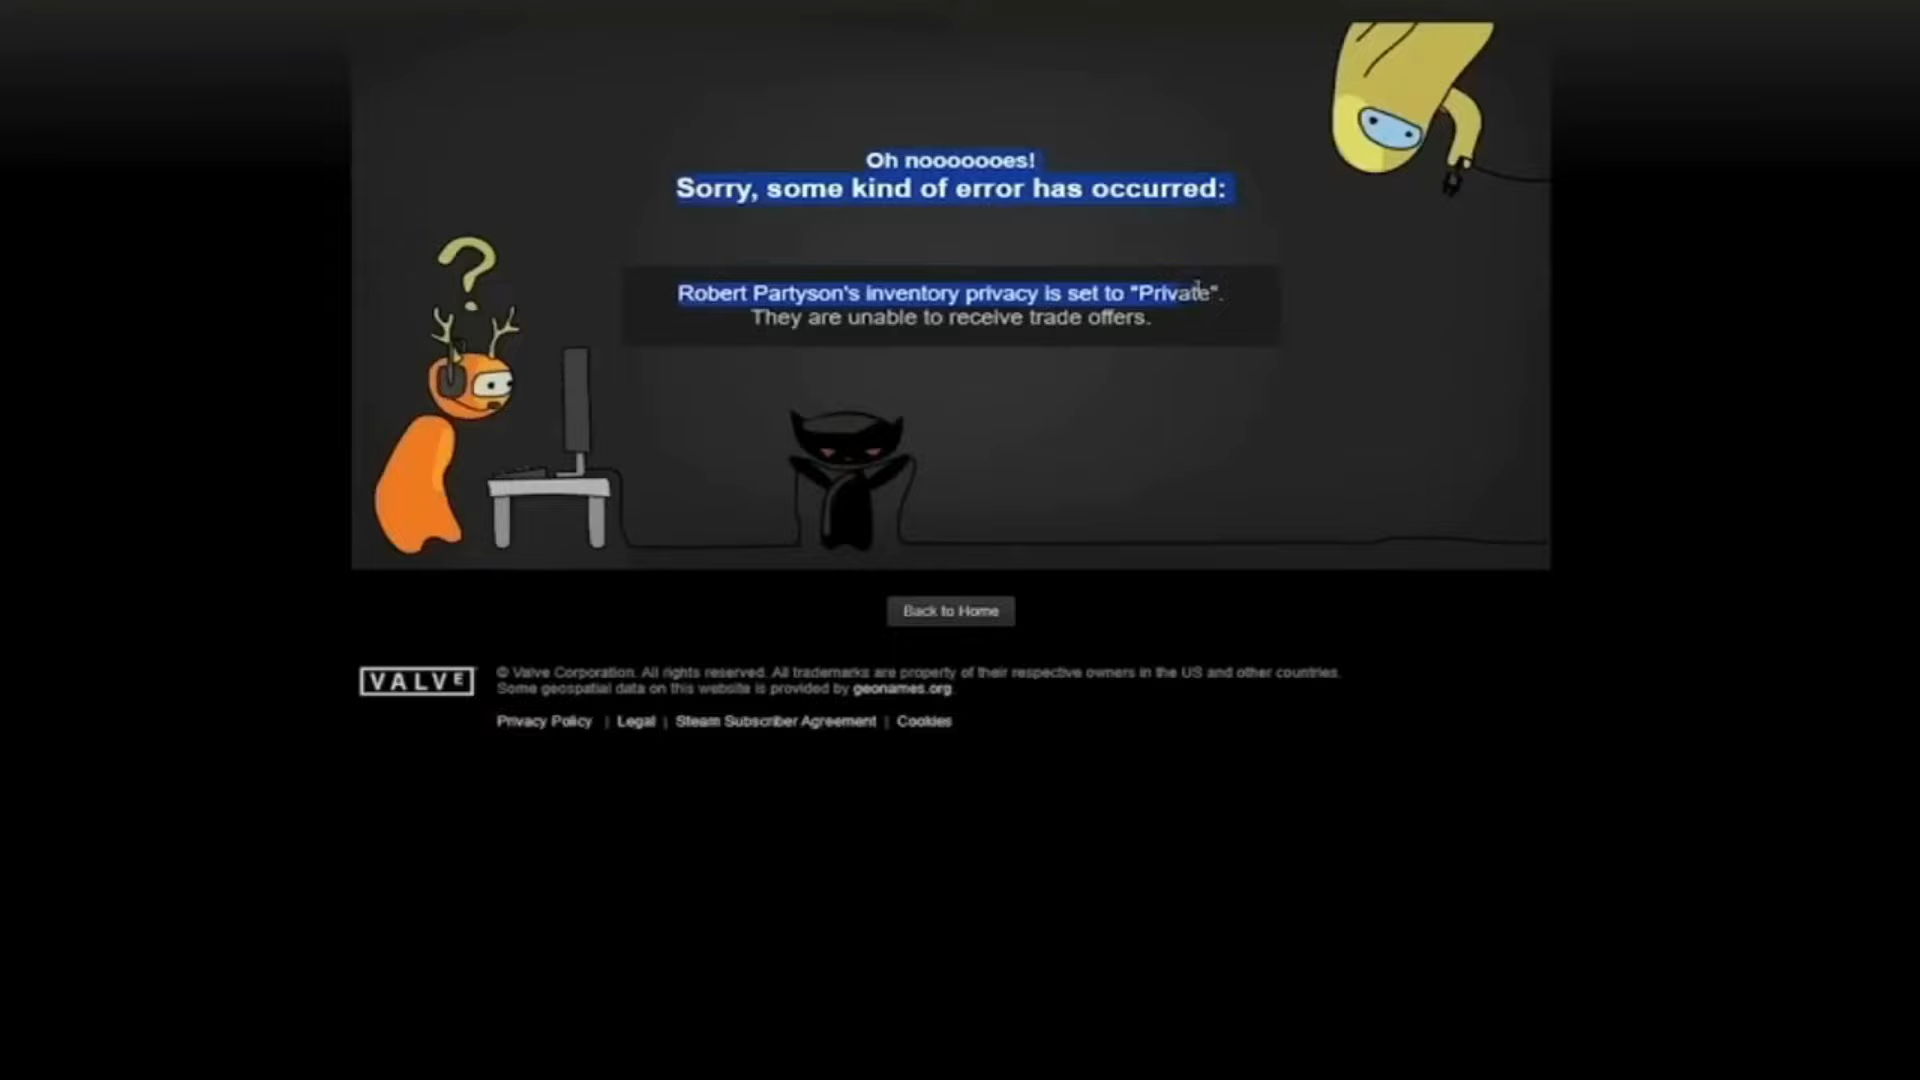 Oh noooooooes!
Sorry, some kind of error has occurred:
?
Robert Partyson's inventory privacy is set to "Private".
They are unable to receive trade offers.
Back to Home
VALVE
© Valve Corporation. All rights reserved. All trademarks are property of their respective owners in the US and other countries.
Some geospatial data on this website is provided by geonames.org.
Privacy Policy | Legal | Steam Subscriber Agreement | Cookies